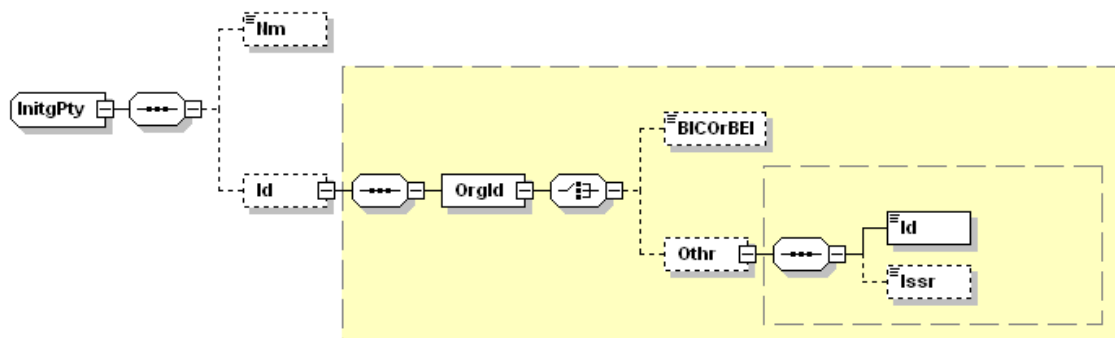 Nm
InitgPty
BICOrBEI
Id
OrgId
Id
Othr
Issr